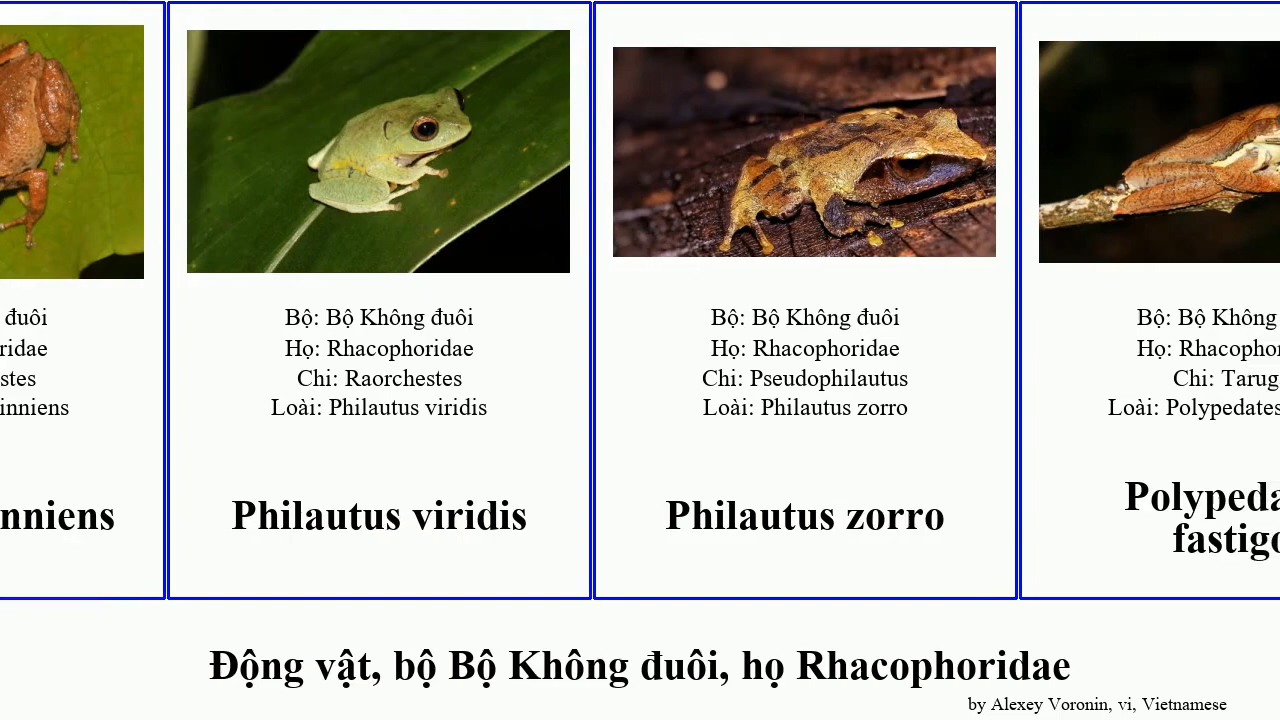 đuôi
ridae
stes
inniens
nniens
Bộ: Bộ Không đuôi
Họ: Rhacophoridae
Chi: Raorchestes
Loài: Philautus viridis
Philautus viridis
Bộ: Bộ Không đuôi
Họ: Rhacophoridae
Chi: Pseudophilautus
Loài: Philautus zorro
Philautus zorro
Bộ: Bộ Không
Họ: Rhacophor
Chi: Tarug
Loài: Polypedates
Polypeda
fastigo
Động vật, bộ Bộ Không đuôi, họ Rhacophoridae
by Alexey Voronin, vi, Vietnamese